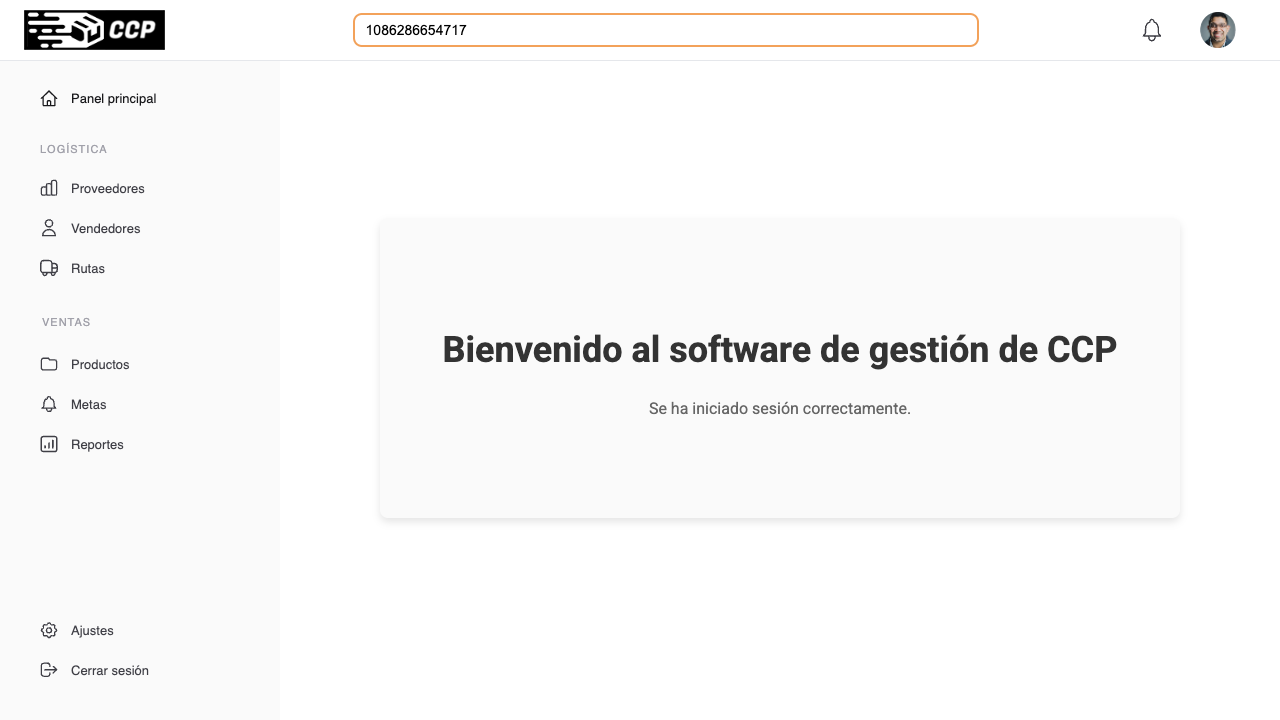 CCP
1086286654717
Panel principal
LOGÍSTICA
Proveedores
Vendedores
Rutas
VENTAS
Productos
Metas
Reportes
Ajustes
Cerrar sesión
Bienvenido al software de gestión de CCP
Se ha iniciado sesión correctamente.